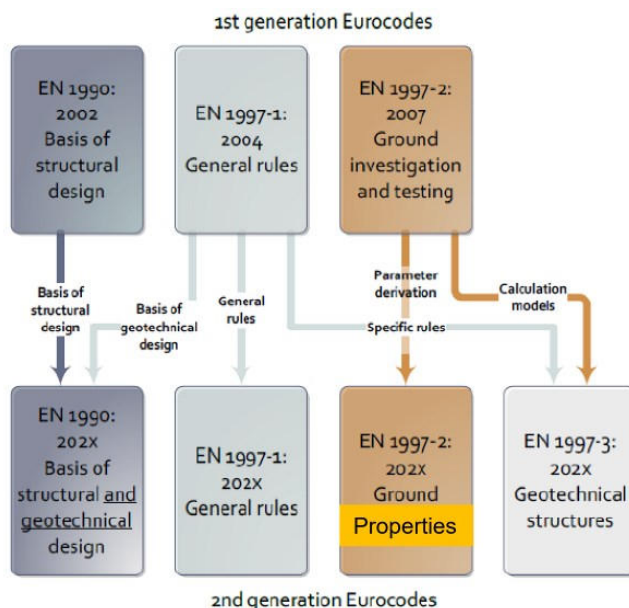 1st generation Eurocodes
EN 1990:
2002
Basis of
structural
design
EN 1997-1:
2004
General rules
EN 1997-2:
2007
Ground
investigation
and testing
Basis of
structural
design
Basis of
geotechnical
design
General
rules
Parameter
derivation
Specific rules
Calculation
models
EN 1990:
202x
Basis of
structural and
geotechnical
design
EN 1997-1:
202x
General rules
EN 1997-2:
202x
Ground
Properties
EN 1997-3:
202x
Geotechnical
structures
2nd generation Eurocodes